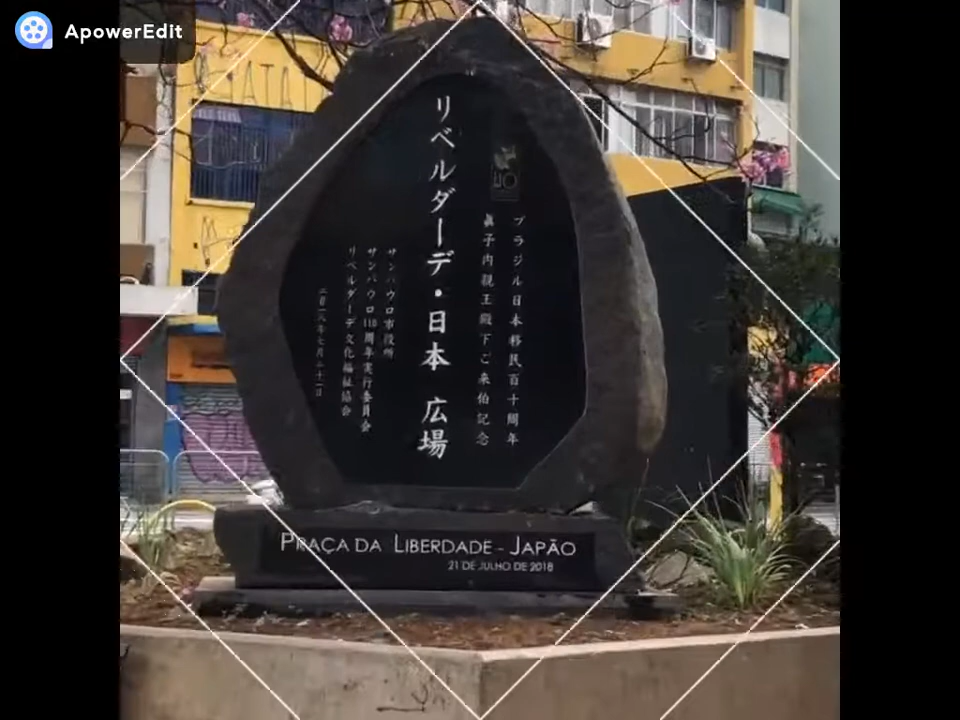 ApowerEdit
ブラジル日本移民百十周年
眞子内親王殿下ご来伯記念
リベルダーデ・日本 広場
サンパウロ市役所
サンパウロ110周年実行委員会
リベルダーデ文化福祉協会
二〇一八年七月二十一日
PRAÇA DA LIBERDADE - JAPÃO
21 DE JULHO DE 2018